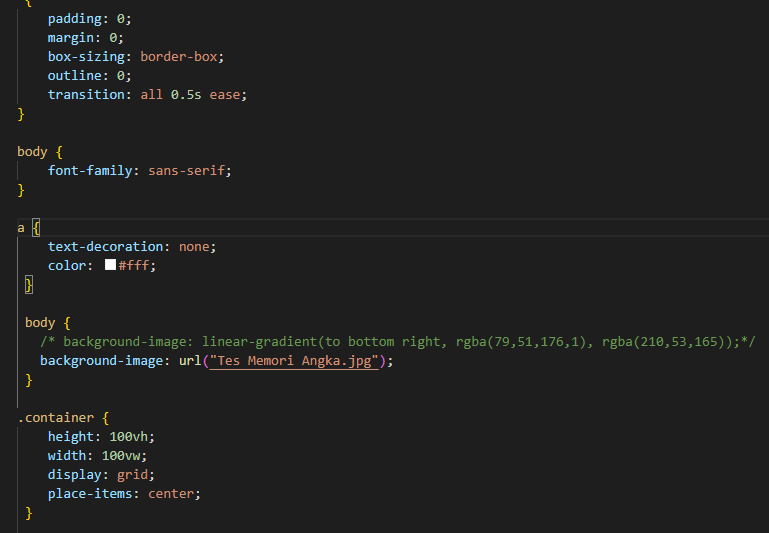 {
padding: 0;
margin: 0;
box-sizing: border-box;
outline: 0;
transition: all 0.5s ease;
}
body {
font-family: sans-serif;
}
a {
text-decoration: none;
color: #fff;
}
body {
/* background-image: linear-gradient(to bottom right, rgba(79,51,176,1), rgba(210,53,165));*/
background-image: url("Tes Memori Angka.jpg");
}
.container {
height: 100vh;
width: 100vw;
display: grid;
place-items: center;
}